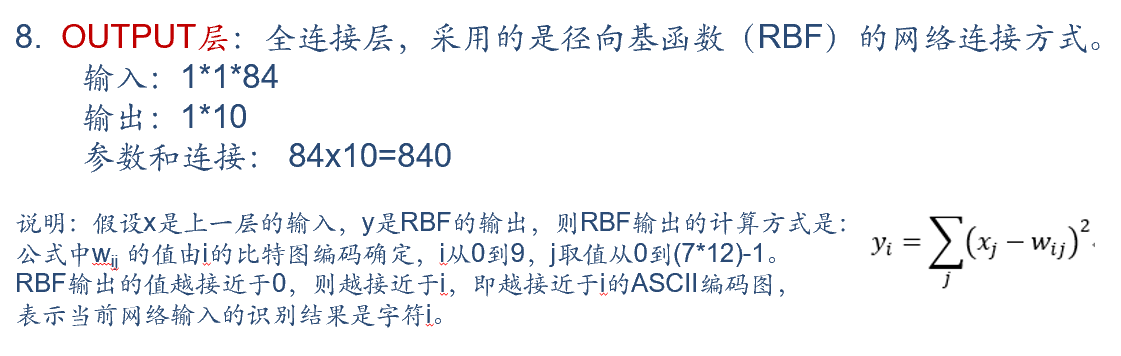 8. OUTPUT层：全连接层，采用的是径向基函数（RBF）的网络连接方式。
输入：1*1*84
输出：1*10
参数和连接： 84x10=840
说明：假设x是上一层的输入，y是RBF的输出，则RBF输出的计算方式是：
公式中wij 的值由i的比特图编码确定，i从0到9，j取值从0到(7*12)-1。
RBF输出的值越接近于0，则越接近于i，即越接近于i的ASCII编码图，
表示当前网络输入的识别结果是字符i。
yi = ∑j(xj − wij)².